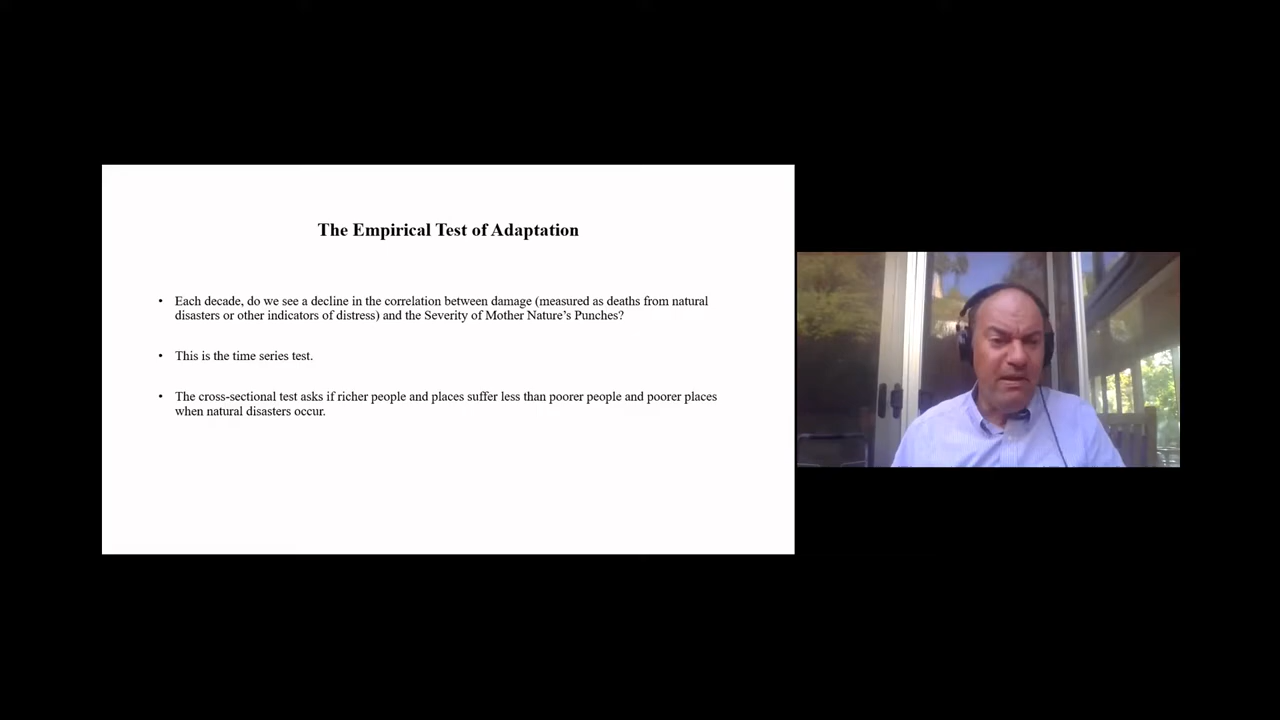 The Empirical Test of Adaptation
• Each decade, do we see a decline in the correlation between damage (measured as deaths from natural
disasters or other indicators of distress) and the Severity of Mother Nature's Punches?
• This is the time series test.
• The cross-sectional test asks if richer people and places suffer less than poorer people and poorer places
when natural disasters occur.